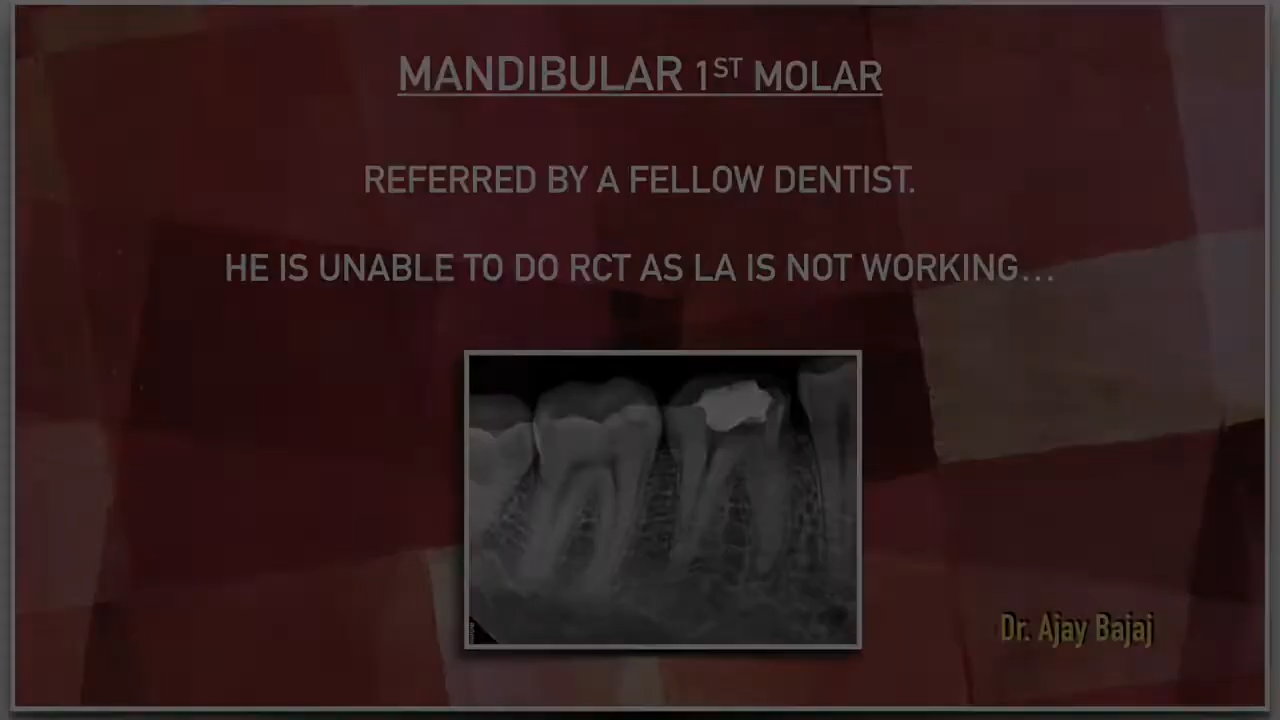 MANDIBULAR 1ST MOLAR
REFERRED BY A FELLOW DENTIST.
HE IS UNABLE TO DO RCT AS LA IS NOT WORKING...
Dr. Ajay Bajaj